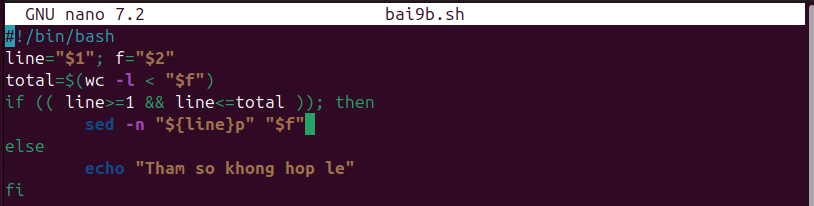 GNU nano 7.2 bai9b.sh
#!/bin/bash
line="$1"; f="$2"
total=$(wc -l < "$f")
if (( line>=1 && line<=total )); then
        sed -n "${line}p" "$f"
else
        echo "Tham so khong hop le"
fi